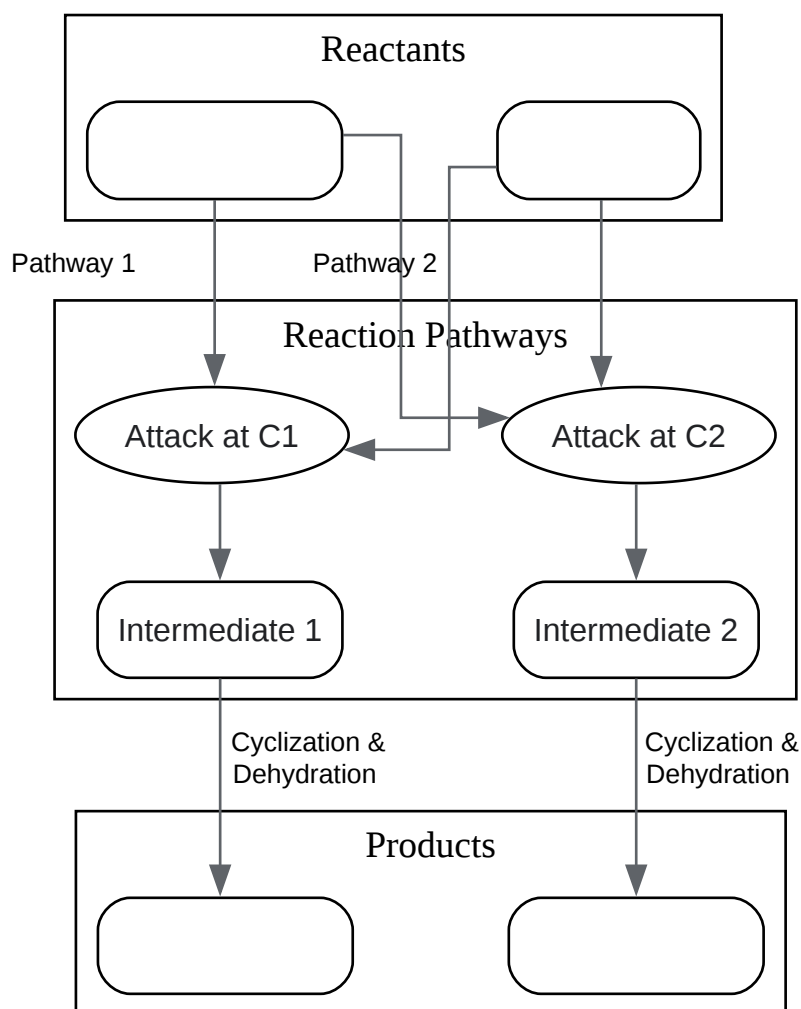 Reactants
Pathway 1
Pathway 2
Reaction Pathways
Attack at C1
Attack at C2
Intermediate 1
Intermediate 2
Cyclization &
Dehydration
Cyclization &
Dehydration
Products